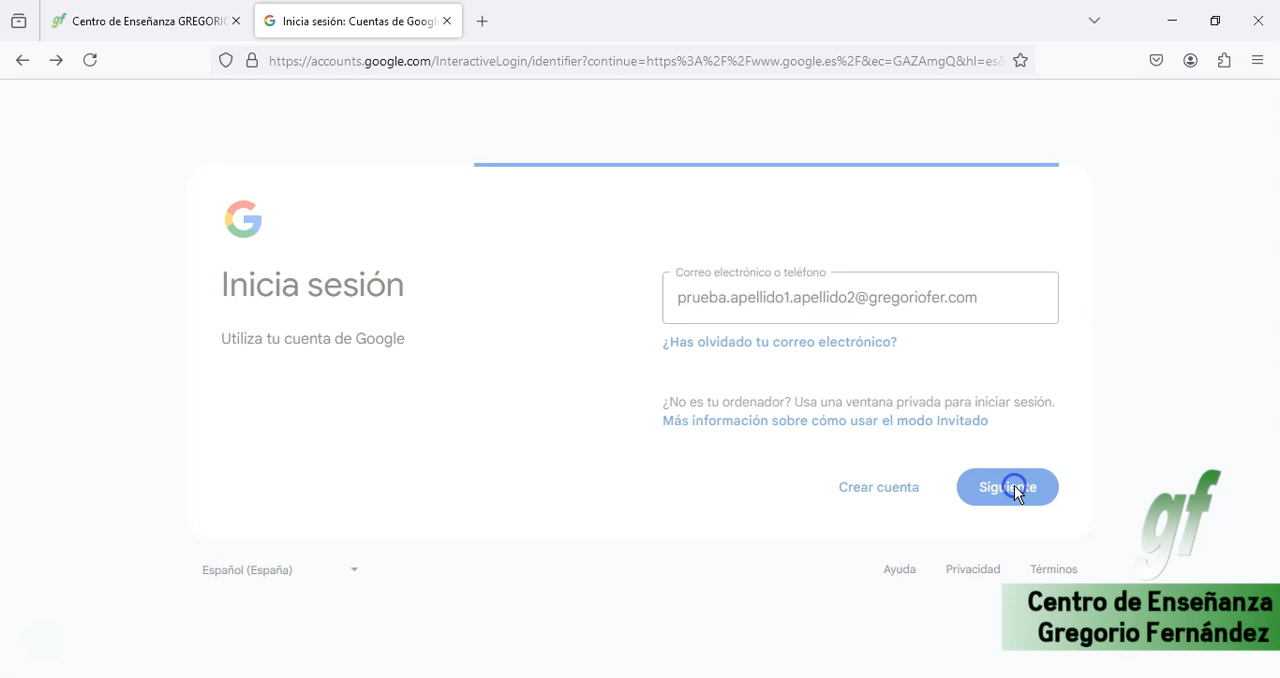 Centro de Enseñanza GREGORIO
Inicia sesión: Cuentas de Google
https://accounts.google.com/InteractiveLogin/identifier?continue=https%3A%2F%2Fwww.google.es%2F&ec=GAZAmgQ&hl=es&
Inicia sesión
Utiliza tu cuenta de Google
Correo electrónico o teléfono
prueba.apellido1.apellido2@gregoriofer.com
¿Has olvidado tu correo electrónico?
¿No es tu ordenador? Usa una ventana privada para iniciar sesión.
Más información sobre cómo usar el modo Invitado
Crear cuenta
Siguiente
Español (España)
Ayuda
Privacidad
Términos
gf
Centro de Enseñanza
Gregorio Fernández